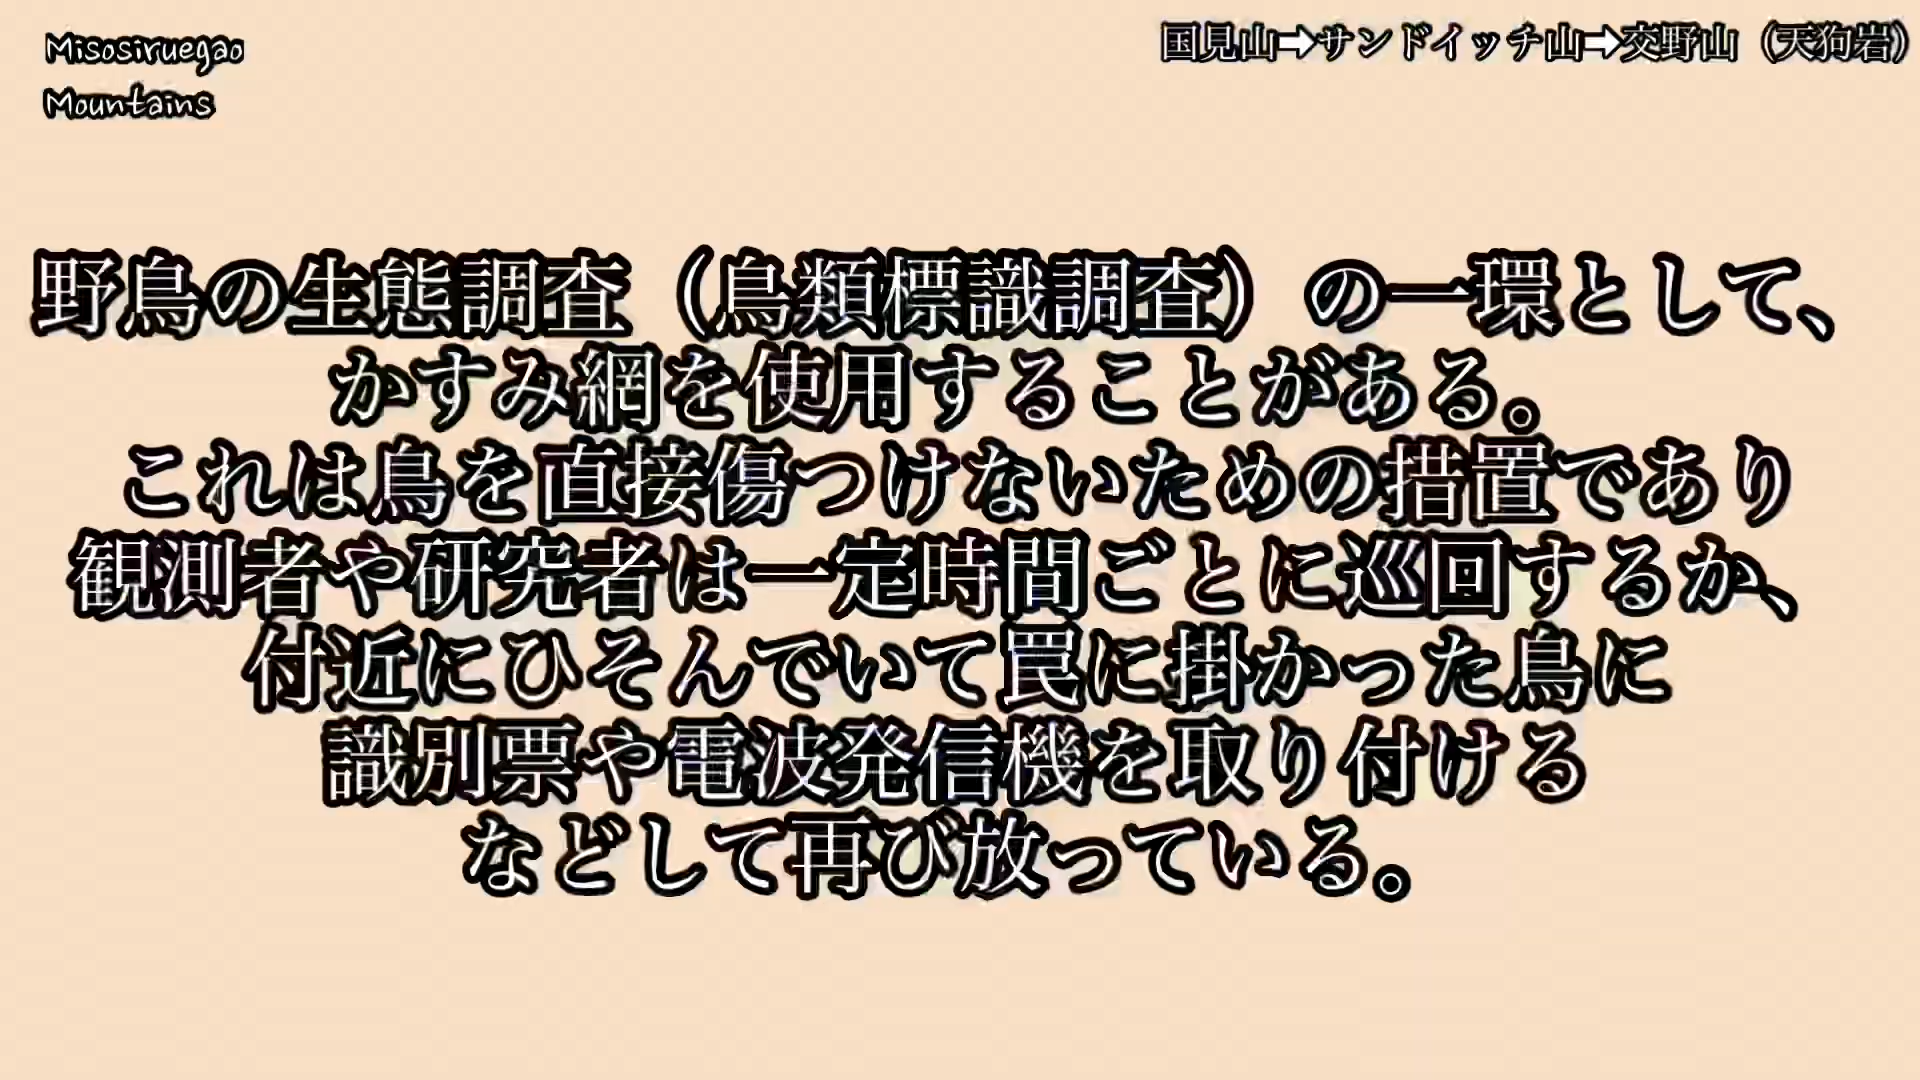 Misosiruegao
Mountains
国見山➡サンドイッチ山➡交野山（天狗岩）
野鳥の生態調査（鳥類標識調査）の一環として、
かすみ網を使用することがある。
これは鳥を直接傷つけないための措置であり
観測者や研究者は一定時間ごとに巡回するか、
付近にひそんでいて罠に掛かった鳥に
識別票や電波発信機を取り付ける
などして再び放っている。